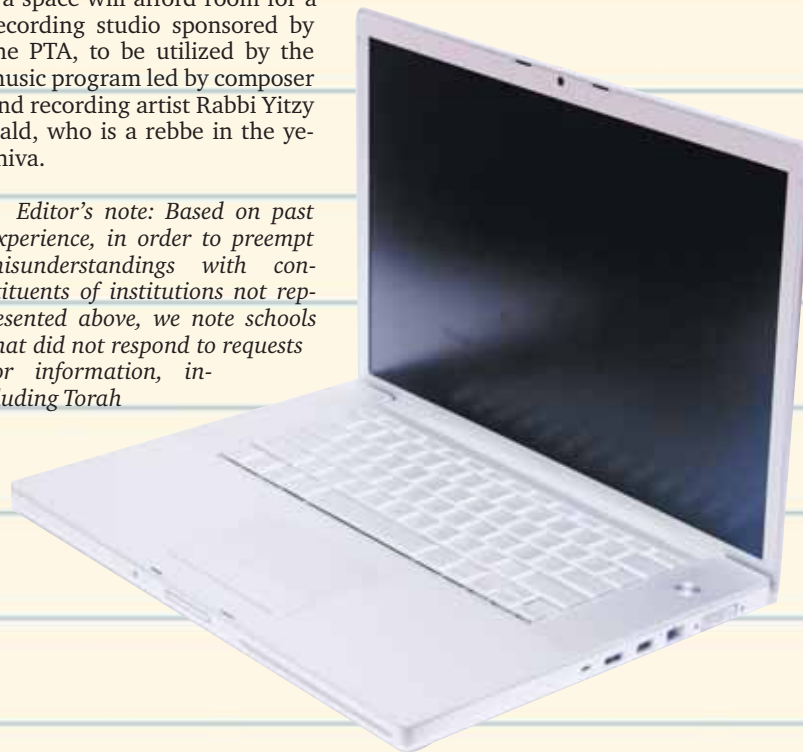 a space will afford room for a
ecording studio sponsored by
he PTA, to be utilized by the
music program led by composer
nd recording artist Rabbi Yitzy
ald, who is a rebbe in the ye-
hiva.
Editor's note: Based on past
xperience, in order to preempt
misunderstandings with con-
tituents of institutions not rep-
esented above, we note schools
hat did not respond to requests
or information, in-
luding Torah